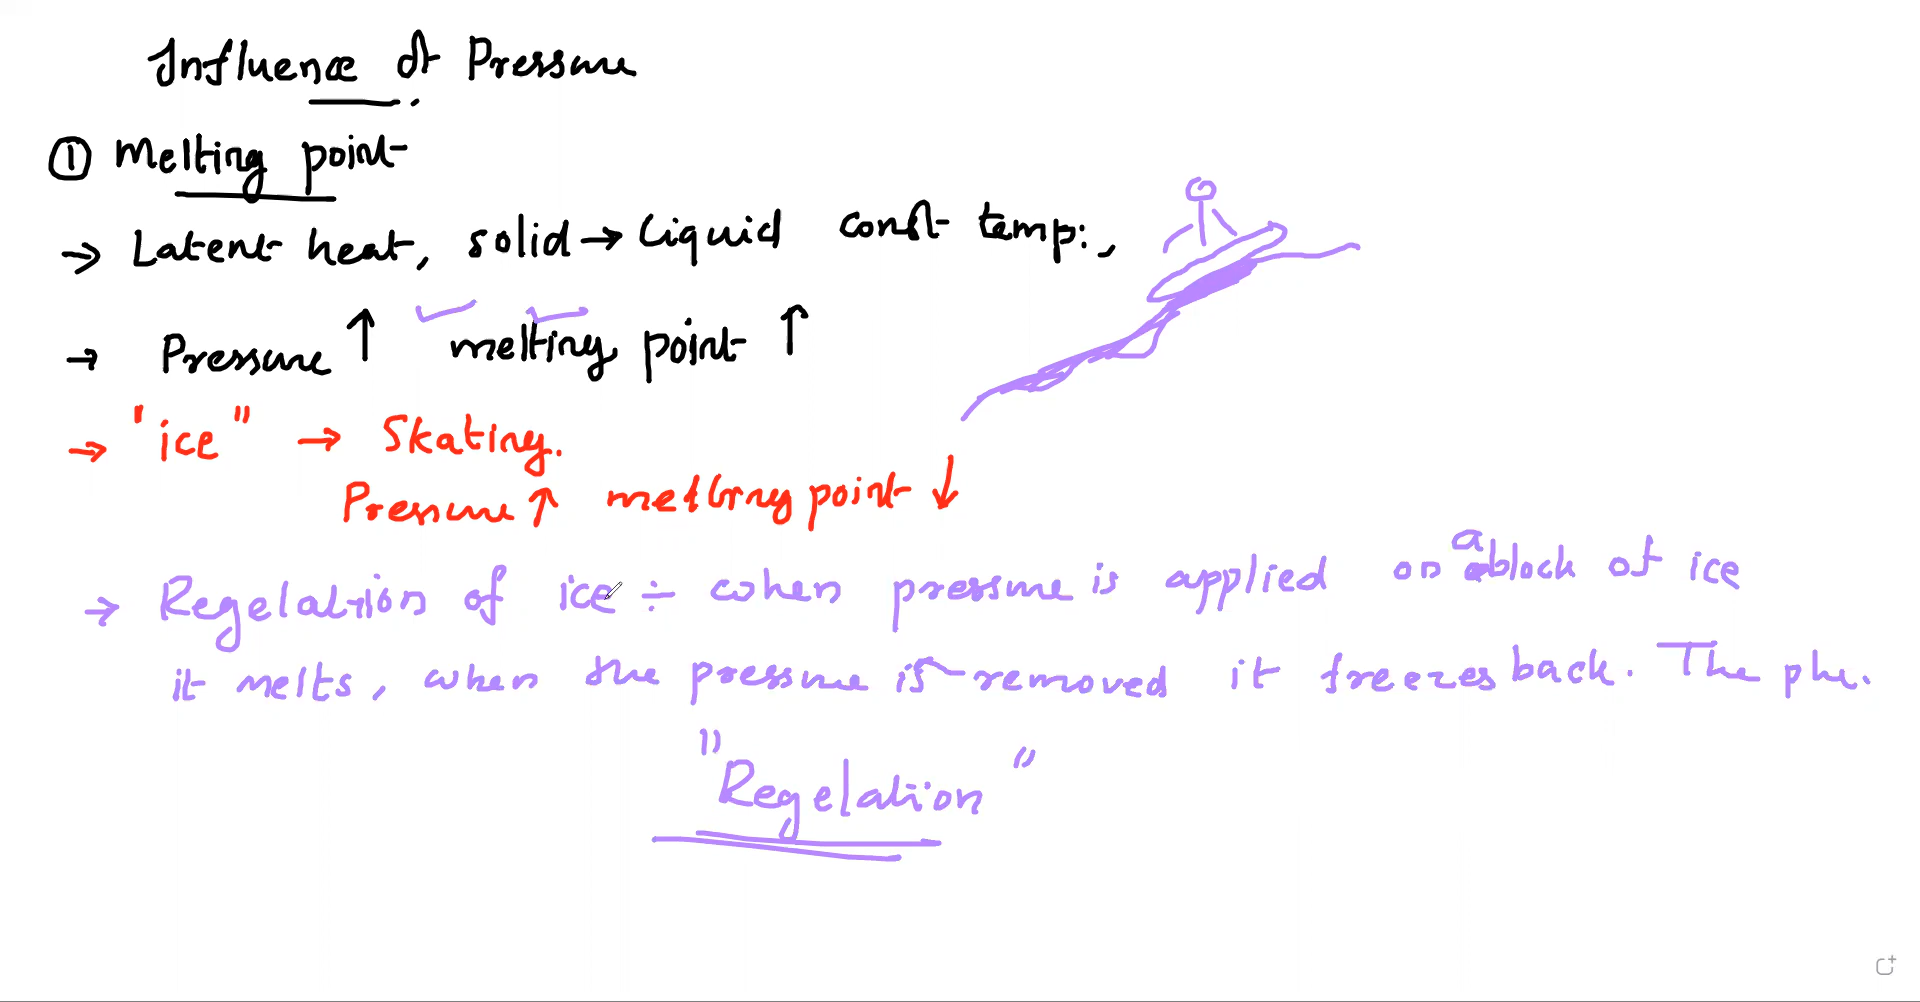 Influence of Pressure
① Melting point
→ Latent heat, solid → Liquid const temp:,
→ Pressure ↑ melting point ↑
→ "ice" → Skating.
Pressure ↑ melting point ↓
→ Regelation of ice ÷ when pressure is applied on a block of ice
it melts, when the pressure is removed it freezes back. The phe.
"Regelation"